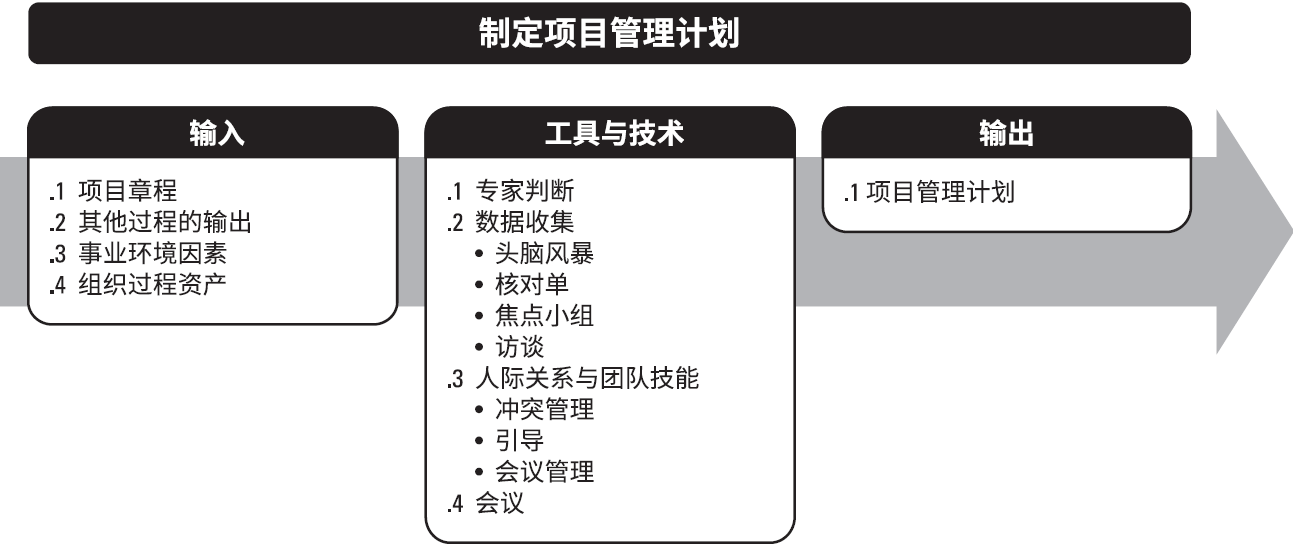 制定项目管理计划
输入
.1 项目章程
.2 其他过程的输出
.3 事业环境因素
.4 组织过程资产
工具与技术
.1 专家判断
.2 数据收集
• 头脑风暴
• 核对单
• 焦点小组
• 访谈
.3 人际关系与团队技能
• 冲突管理
• 引导
• 会议管理
.4 会议
输出
.1 项目管理计划